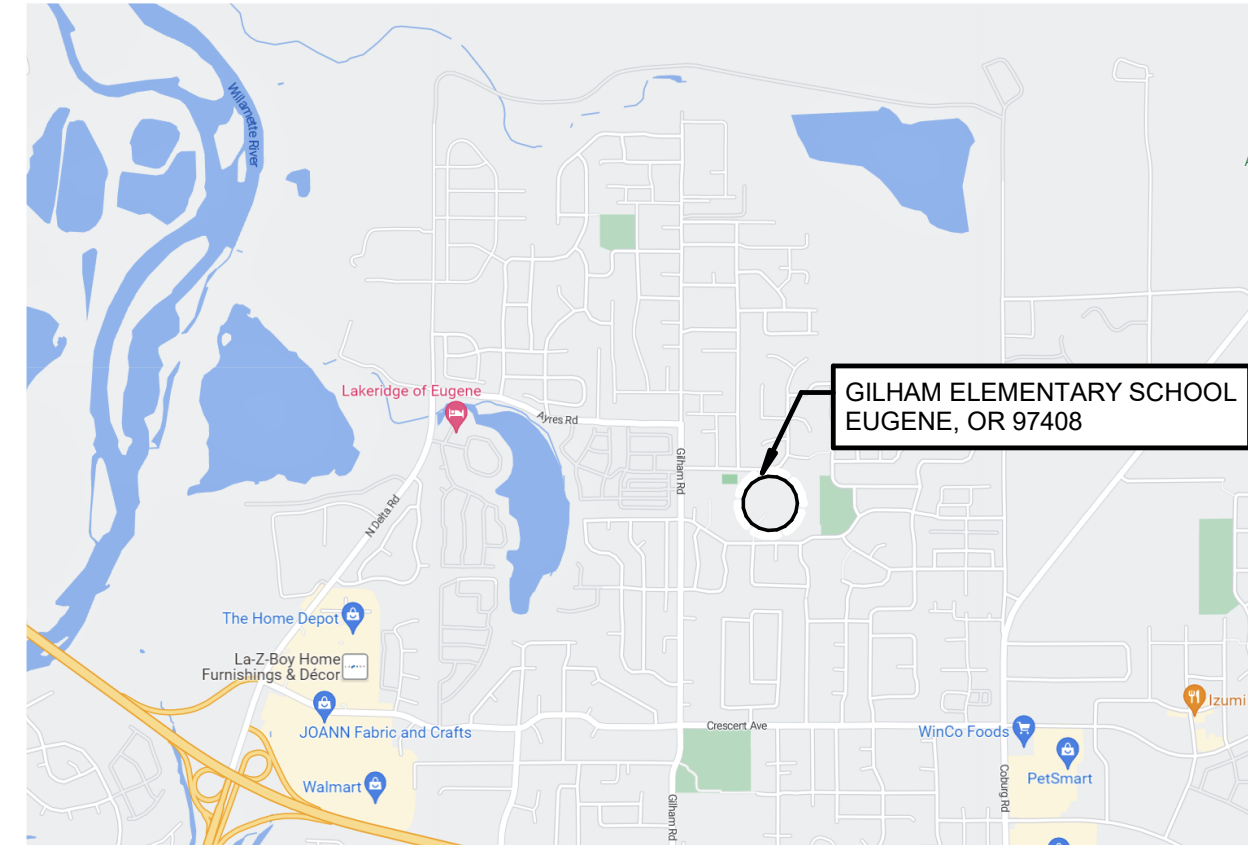 Willamette River
A
GILHAM ELEMENTARY SCHOOL
EUGENE, OR 97408
Lakeridge of Eugene
Ayres Rd
Gilham Rd
N Delta Rd
The Home Depot
La-Z-Boy Home
Furnishings & Décor
JOANN Fabric and Crafts
Crescent Ave
WinCo Foods
Izumi
Walmart
Gilham Rd
Coburg Rd
PetSmart